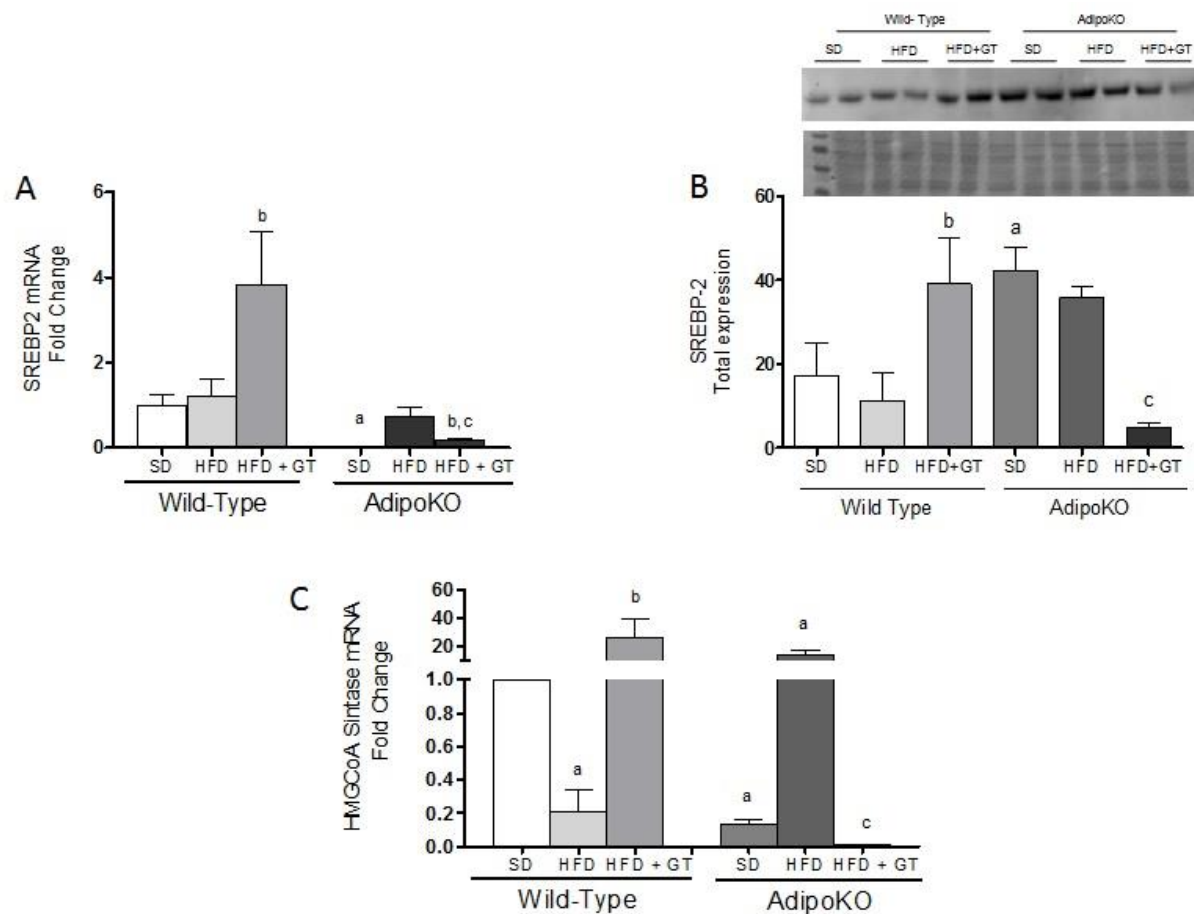 Wild- Type AdipoKO
SD HFD HFD+GT SD HFD HFD+GT
A
SREBP2 mRNA
Fold Change
6
4
2
0
b
a
b, c
SD HFD HFD + GT SD HFD HFD + GT
Wild-Type AdipoKO
B
SREBP-2
Total expression
60
40
20
0
b
a
c
SD HFD HFD+GT SD HFD HFD+GT
Wild Type AdipoKO
C
HMGCoA Sintase mRNA
Fold Change
60
40
20
1.0
0.8
0.6
0.4
0.2
0.0
a
b
a
a
c
SD HFD HFD + GT SD HFD HFD + GT
Wild-Type AdipoKO